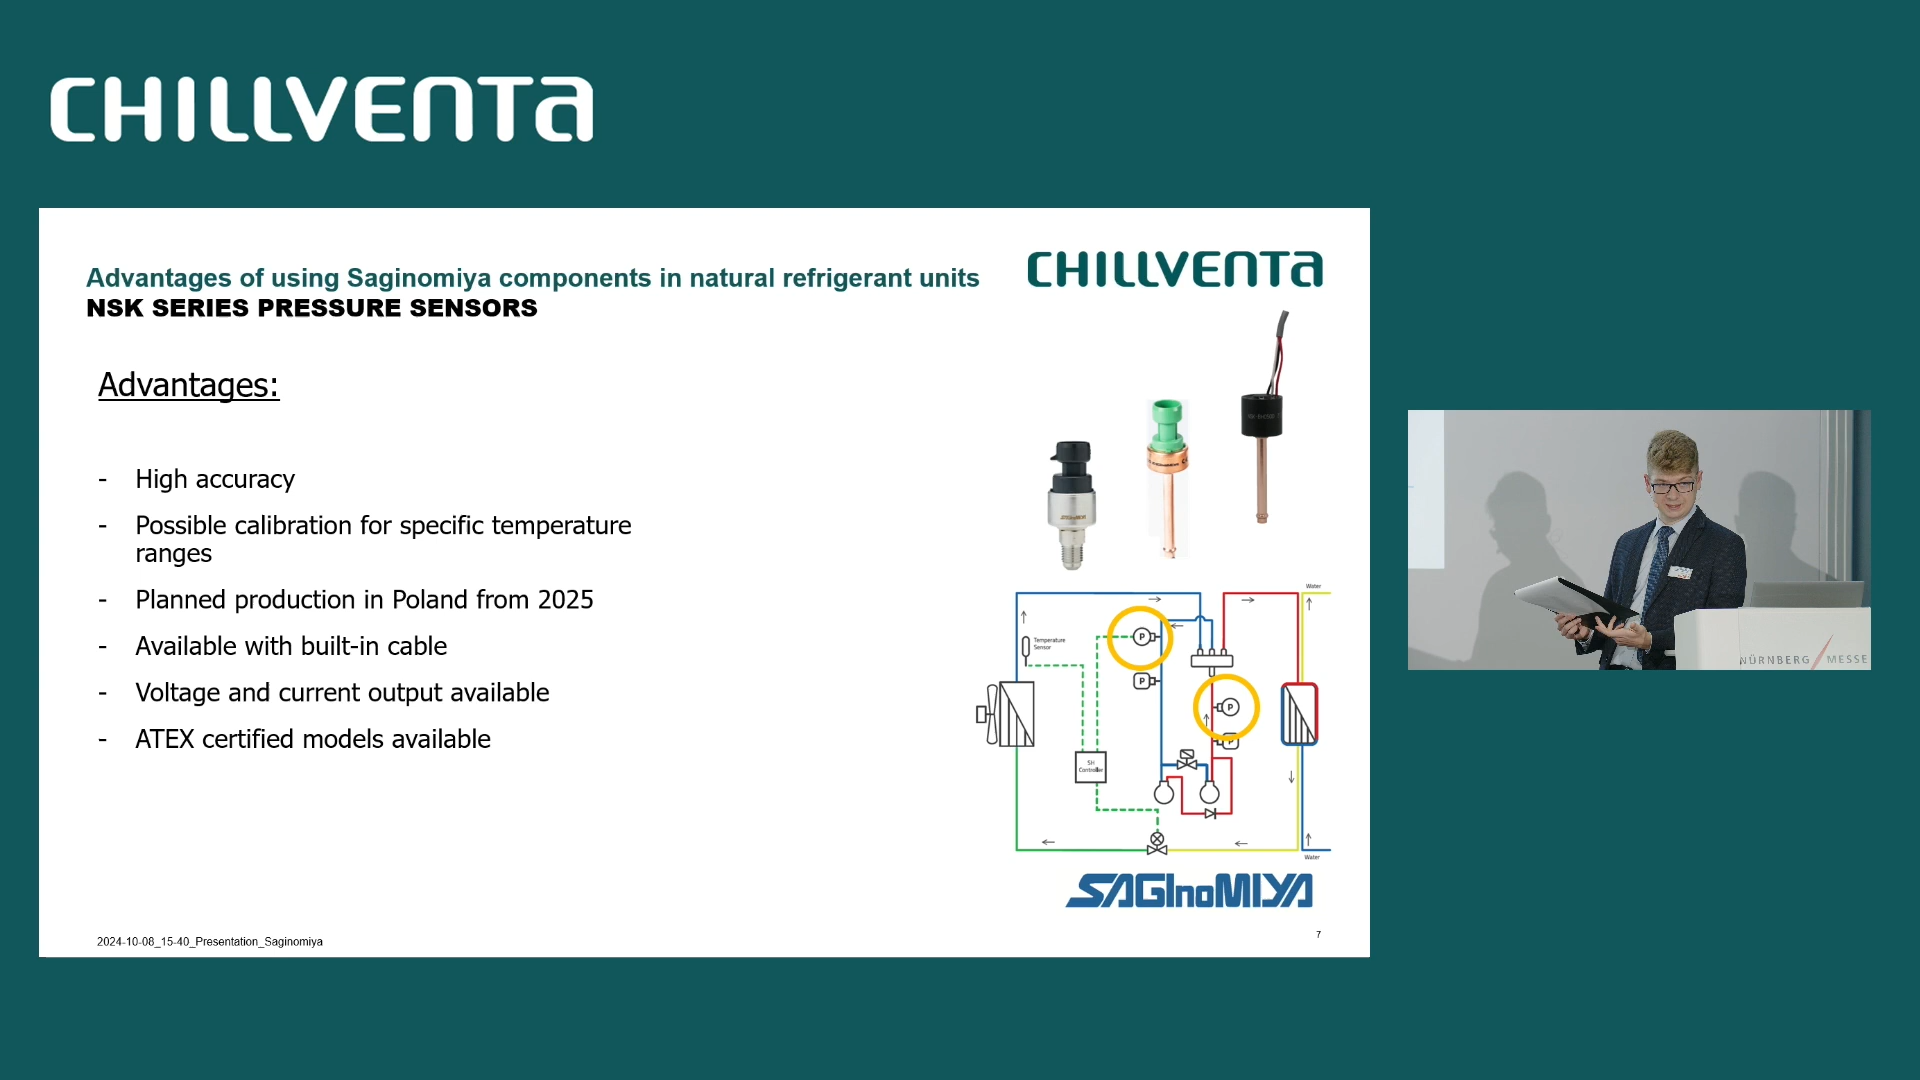 CHILLVENTA
Advantages of using Saginomiya components in natural refrigerant units
CHILLVENTA
NSK SERIES PRESSURE SENSORS
Advantages:
- High accuracy
- Possible calibration for specific temperature
ranges
- Planned production in Poland from 2025
- Available with built-in cable
- Voltage and current output available
- ATEX certified models available
Water
Temperature
Sensor
P
P
P
P
SH
Controller
Water
SAGInoMIYA
2024-10-08_15-40_Presentation_Saginomiya
7
NÜRNBERG MESSE